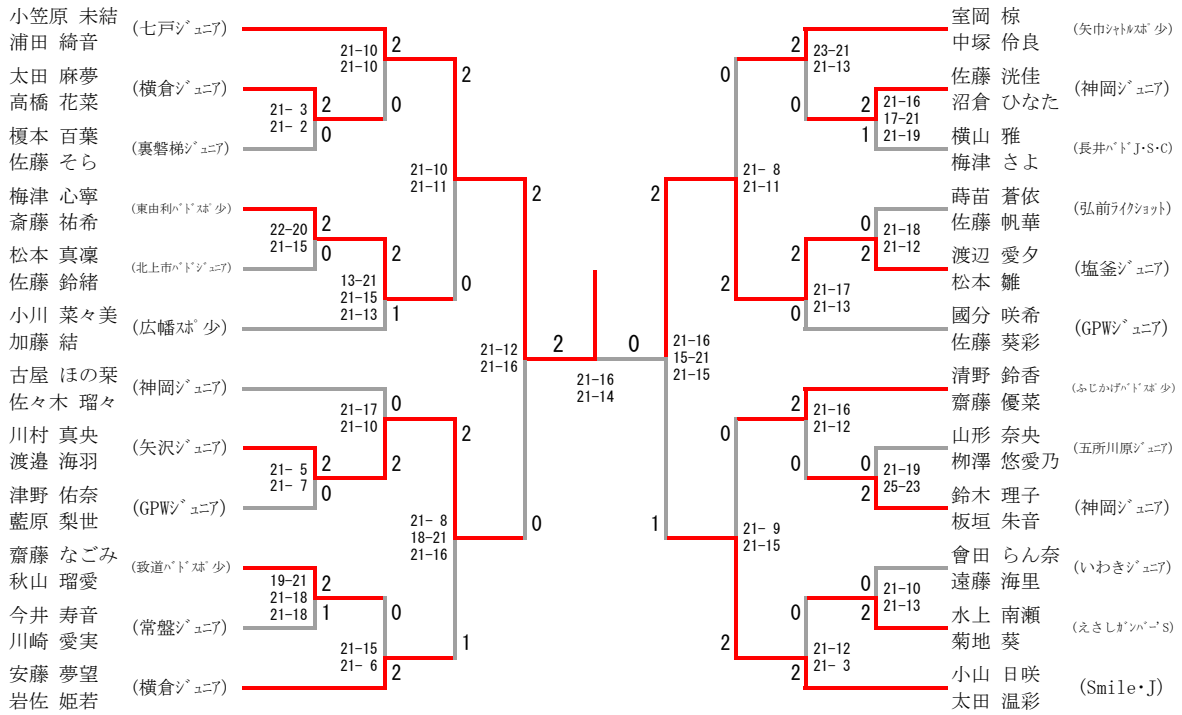 小笠原 未結
浦田 綺音
(七戸ジュニア)
太田 麻夢
高橋 花菜
(横倉ジュニア)
榎本 百葉
佐藤 そら
(裏磐梯ジュニア)
梅津 心寧
斎藤 祐希
(東由利バドスポ少)
松本 真凜
佐藤 鈴緒
(北上市バドジュニア)
小川 菜々美
加藤 結
(広幡スポ少)
古屋 ほの栞
佐々木 瑠々
(神岡ジュニア)
川村 真央
渡邉 海羽
(矢沢ジュニア)
津野 佑奈
藍原 梨世
(GPWジュニア)
齋藤 なごみ
秋山 瑠愛
(致道バドスポ少)
今井 寿音
川崎 愛実
(常盤ジュニア)
安藤 夢望
岩佐 姫若
(横倉ジュニア)
21-10
21-10
2
0
21- 3
21- 2
2
0
2
0
21-10
21-11
22-20
21-15
2
0
13-21
21-15
21-13
2
1
2
0
21-12
21-16
21-17
21-10
0
2
21- 5
21- 7
2
0
2
1
21- 8
18-21
21-16
19-21
21-18
21-18
2
1
21-15
21- 6
0
2
2
0
21-16
21-14
室岡 椋
中塚 伶良
(矢巾シャトルスポ少)
佐藤 洸佳
沼倉 ひなた
(神岡ジュニア)
横山 雅
梅津 さよ
(長井バドJ・S・C)
蒔苗 蒼依
佐藤 帆華
(弘前ライクショット)
渡辺 愛夕
松本 雛
(塩釜ジュニア)
國分 咲希
佐藤 葵彩
(GPWジュニア)
清野 鈴香
齋藤 優菜
(ふじかげバドスポ少)
山形 奈央
栁澤 悠愛乃
(五所川原ジュニア)
鈴木 理子
板垣 朱音
(神岡ジュニア)
會田 らん奈
遠藤 海里
(いわきジュニア)
水上 南瀬
菊地 葵
(えさしガンバーS)
小山 日咲
太田 温彩
(Smile・J)
2
0
23-21
21-13
2
1
21-16
17-21
21-19
0
2
21- 8
21-11
0
2
21-18
21-12
2
0
21-17
21-13
2
1
21-16
15-21
21-15
2
0
21-16
21-12
0
2
21-19
25-23
0
2
21- 9
21-15
0
2
21-10
21-13
0
2
21-12
21- 3